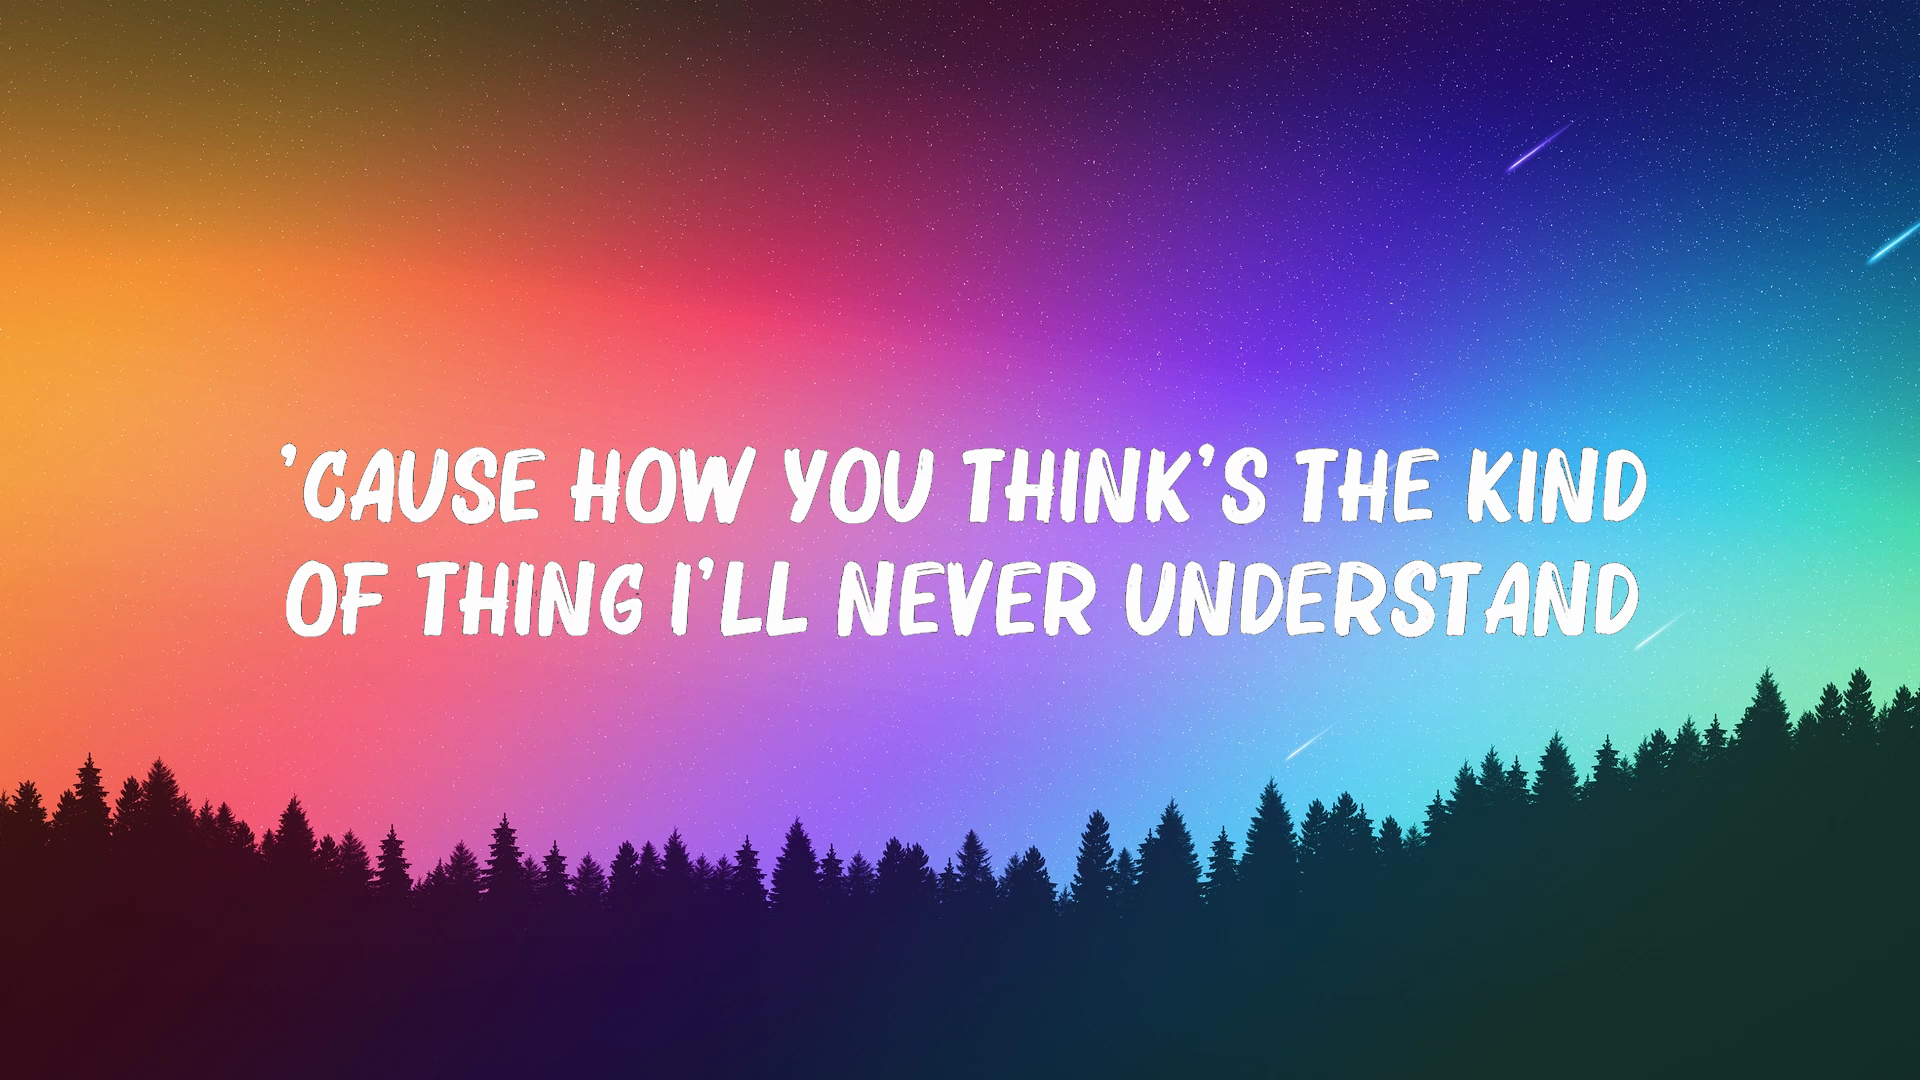 ’CAUSE HOW YOU THINK’S THE KIND
OF THING I’LL NEVER UNDERSTAND